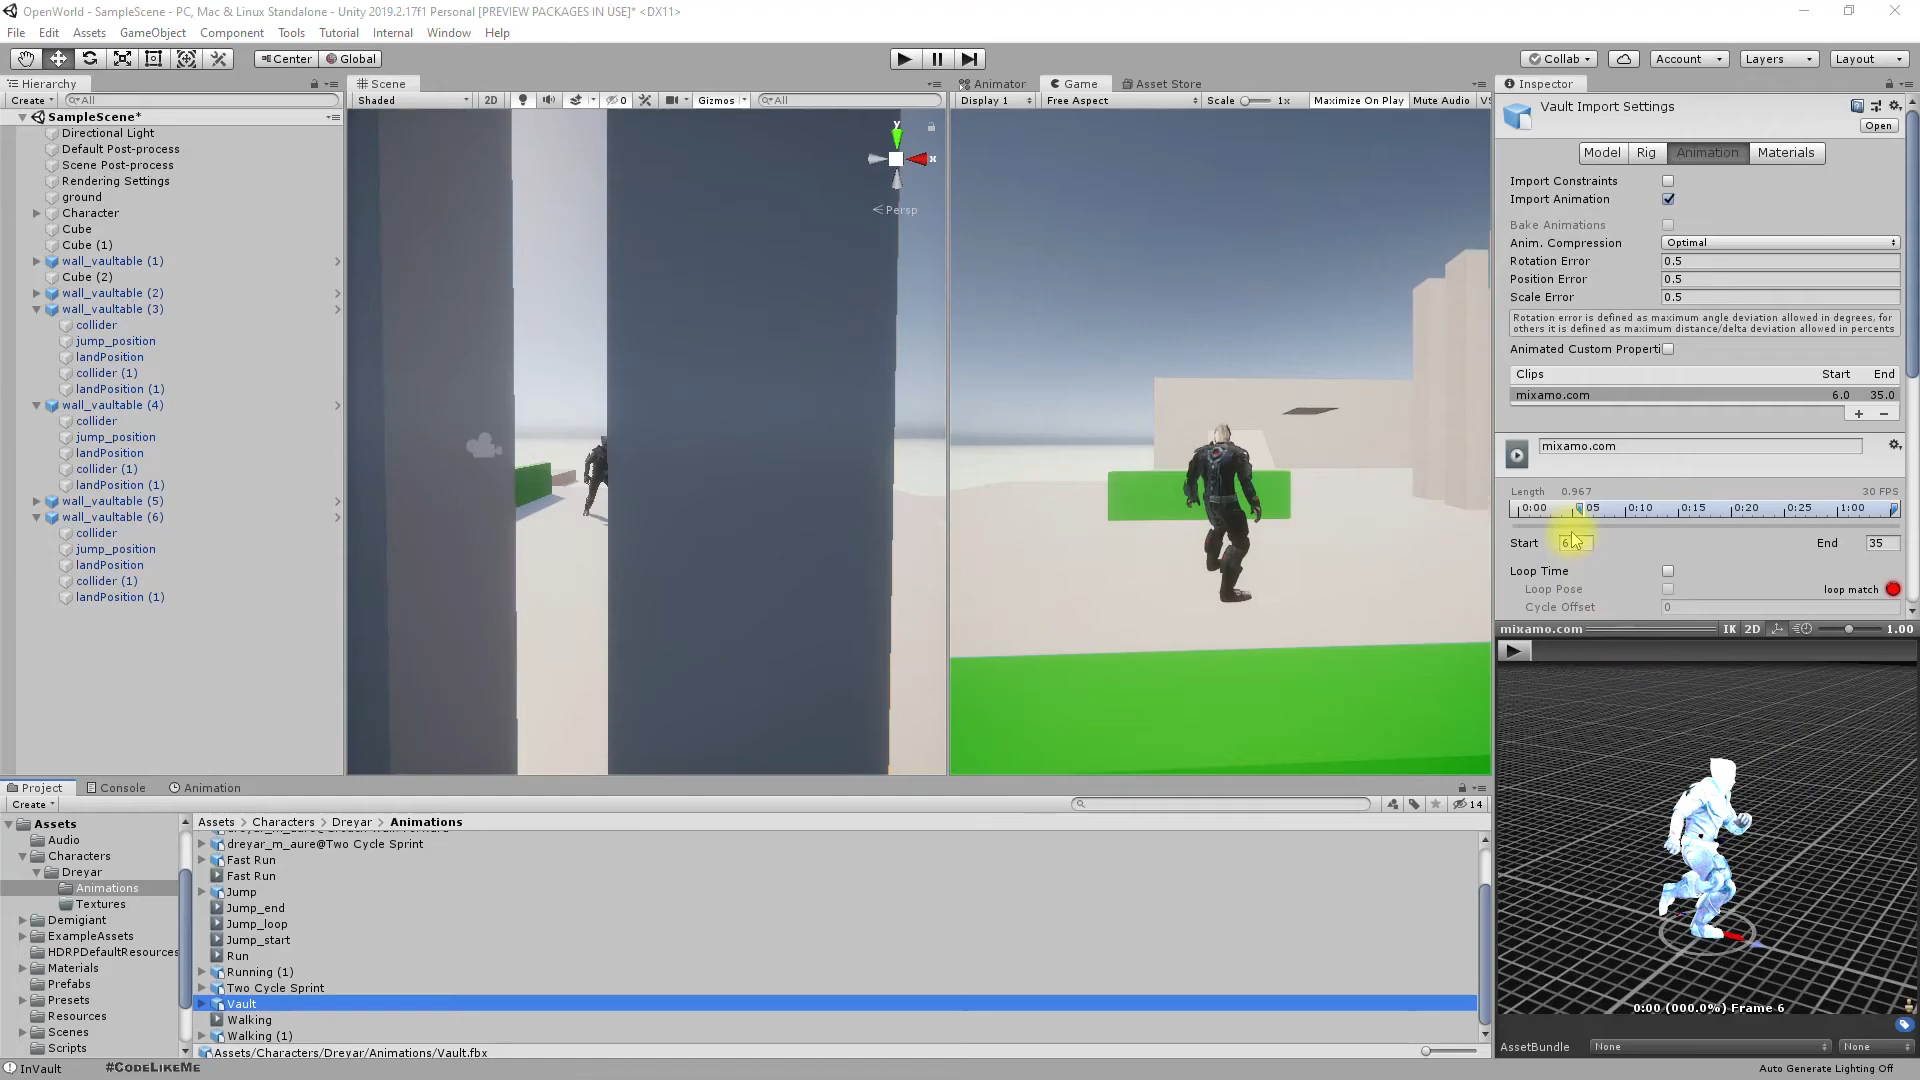 OpenWorld - SampleScene - PC, Mac & Linux Standalone - Unity 2019.2.17f1 Personal [PREVIEW PACKAGES IN USE]* <DX11>
File Edit Assets GameObject Component Tools Tutorial Internal Window Help
Center Global Collab Account Layers Layout
Hierarchy
Create All
SampleScene*
Directional Light
Default Post-process
Scene Post-process
Rendering Settings
ground
Character
Cube
Cube (1)
wall_vaultable (1)
Cube (2)
wall_vaultable (2)
wall_vaultable (3)
collider
jump_position
landPosition
collider (1)
landPosition (1)
wall_vaultable (4)
collider
jump_position
landPosition
collider (1)
landPosition (1)
wall_vaultable (5)
wall_vaultable (6)
collider
jump_position
landPosition
collider (1)
landPosition (1)
Scene
Shaded 2D 0 Gizmos All
y
x
Persp
Animator Game Asset Store
Display 1 Free Aspect Scale 1x Maximize On Play Mute Audio VS
Inspector
Vault Import Settings
Open
Model Rig Animation Materials
Import Constraints
Import Animation
Bake Animations
Anim. Compression Optimal
Rotation Error 0.5
Position Error 0.5
Scale Error 0.5
Rotation error is defined as maximum angle deviation allowed in degrees, for
others it is defined as maximum distance/delta deviation allowed in percents
Animated Custom Properti
Clips Start End
mixamo.com 6.0 35.0
+ −
mixamo.com
Length 0.967 30 FPS
0:00 05 0:10 0:15 0:20 0:25 1:00
Start 6 End 35
Loop Time
Loop Pose loop match
Cycle Offset 0
mixamo.com IK 2D 1.00
0:00 (000.0%) Frame 6
AssetBundle None None
Auto Generate Lighting Off
Project Console Animation
Create 14
Assets
Audio
Characters
Dreyar
Animations
Textures
Demigiant
ExampleAssets
HDRPDefaultResources
Materials
Prefabs
Presets
Resources
Scenes
Scripts
Assets > Characters > Dreyar > Animations
dreyar_m_aure@Two Cycle Sprint
Fast Run
Fast Run
Jump
Jump_end
Jump_loop
Jump_start
Run
Running (1)
Two Cycle Sprint
Vault
Walking
Walking (1)
Assets/Characters/Dreyar/Animations/Vault.fbx
InVault #CODELIKEME